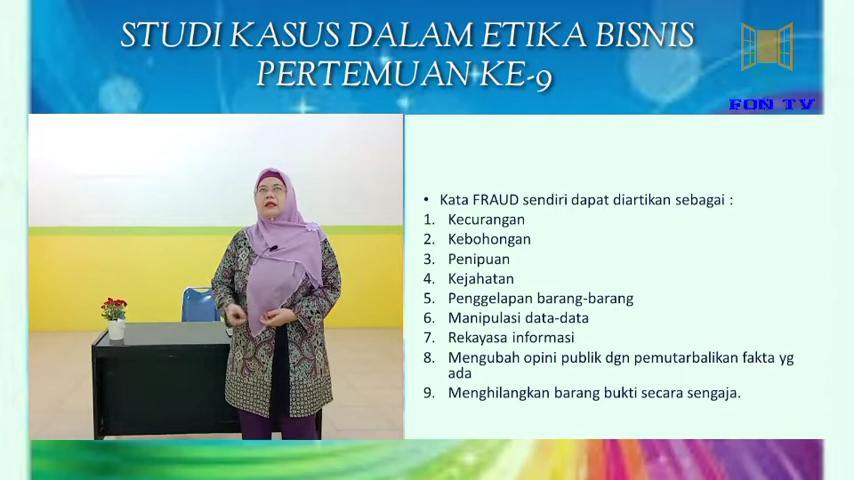 STUDI KASUS DALAM ETIKA BISNIS
PERTEMUAN KE-9
FON TV
• Kata FRAUD sendiri dapat diartikan sebagai :
1. Kecurangan
2. Kebohongan
3. Penipuan
4. Kejahatan
5. Penggelapan barang-barang
6. Manipulasi data-data
7. Rekayasa informasi
8. Mengubah opini publik dgn pemutarbalikan fakta yg
ada
9. Menghilangkan barang bukti secara sengaja.